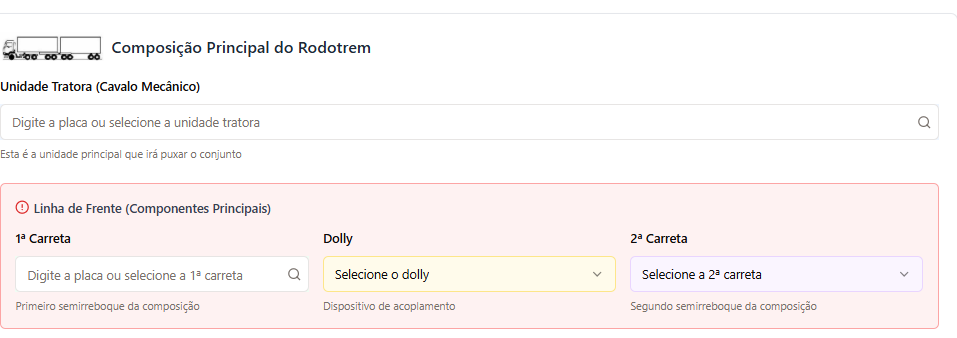 Composição Principal do Rodotrem
Unidade Tratora (Cavalo Mecânico)
Digite a placa ou selecione a unidade tratora
Esta é a unidade principal que irá puxar o conjunto
Linha de Frente (Componentes Principais)
1ª Carreta
Dolly
2ª Carreta
Digite a placa ou selecione a 1ª carreta
Selecione o dolly
Selecione a 2ª carreta
Primeiro semirreboque da composição
Dispositivo de acoplamento
Segundo semirreboque da composição